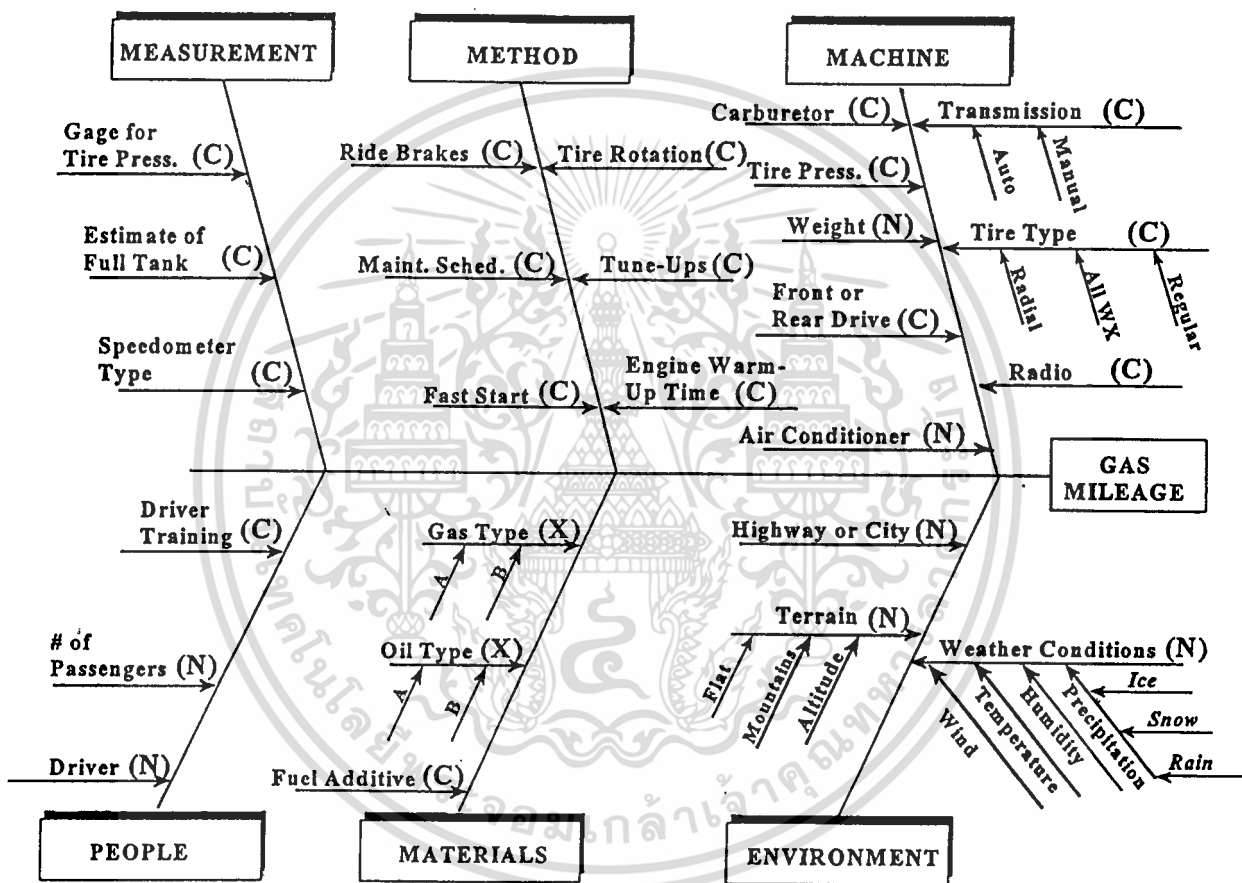 MEASUREMENT
METHOD
MACHINE
Gage for
Tire Press. (C)
Estimate of
Full Tank (C)
Speedometer
Type (C)
Ride Brakes (C)
Tire Rotation (C)
Maint. Sched. (C)
Tune-Ups (C)
Fast Start (C)
Engine Warm-
Up Time (C)
Carburetor (C)
Transmission (C)
Auto
Manual
Tire Press. (C)
Weight (N)
Tire Type (C)
Radial
All WX
Regular
Front or
Rear Drive (C)
Radio (C)
Air Conditioner (N)
GAS
MILEAGE
Driver
Training (C)
# of
Passengers (N)
Driver (N)
Gas Type (X)
A
B
Oil Type (X)
A
B
Fuel Additive (C)
Highway or City (N)
Terrain (N)
Flat
Mountains
Altitude
Weather Conditions (N)
Wind
Temperature
Humidity
Precipitation
Ice
Snow
Rain
PEOPLE
MATERIALS
ENVIRONMENT